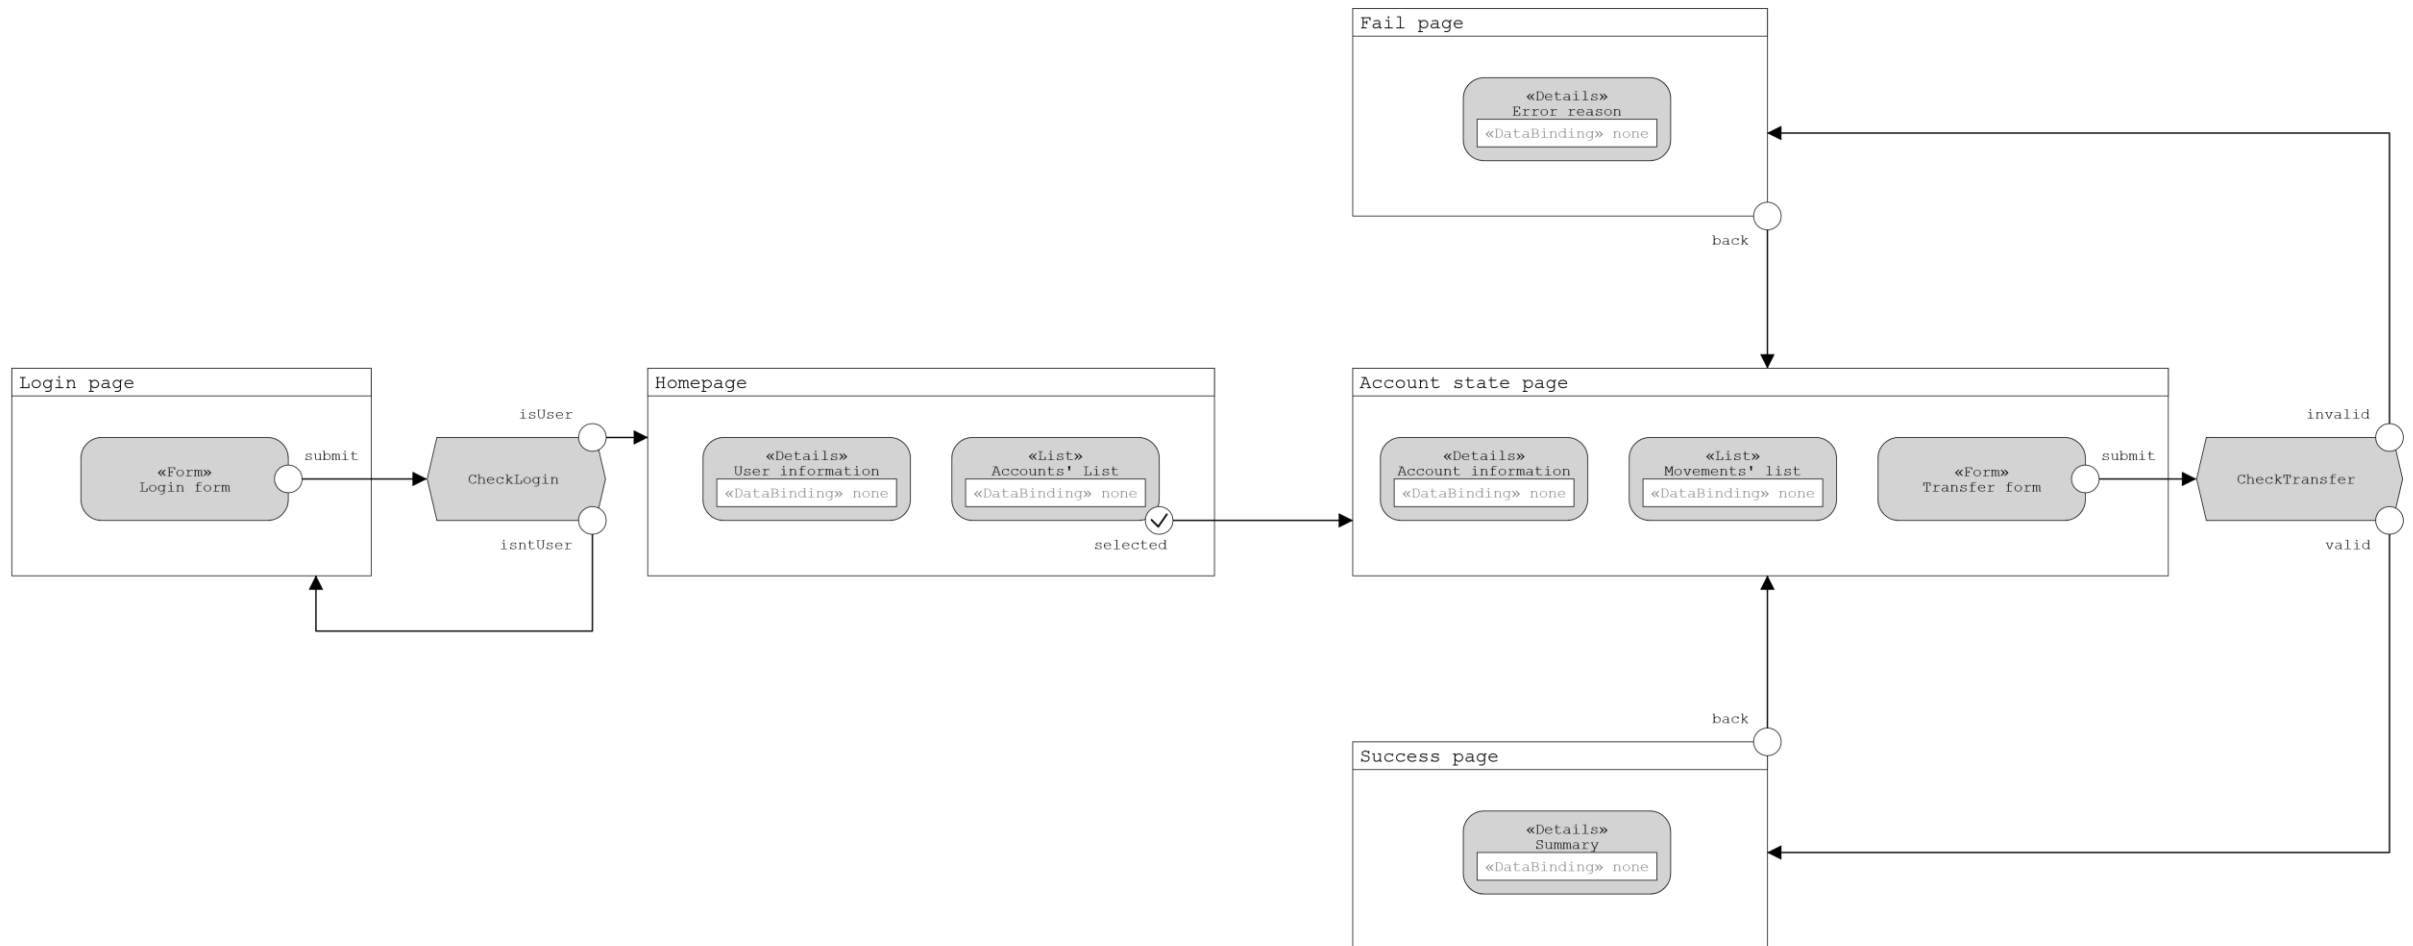 Fail page
«Details»
Error reason
«DataBinding» none
back
Login page
«Form»
Login form
submit
isUser
CheckLogin
isntUser
Homepage
«Details»
User information
«DataBinding» none
«List»
Accounts' List
«DataBinding» none
selected
Account state page
«Details»
Account information
«DataBinding» none
«List»
Movements' list
«DataBinding» none
«Form»
Transfer form
submit
invalid
CheckTransfer
valid
back
Success page
«Details»
Summary
«DataBinding» none